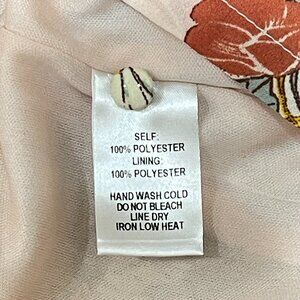 SELF:
100% POLYESTER
LINING:
100% POLYESTER
HAND WASH COLD
DO NOT BLEACH
LINE DRY
IRON LOW HEAT